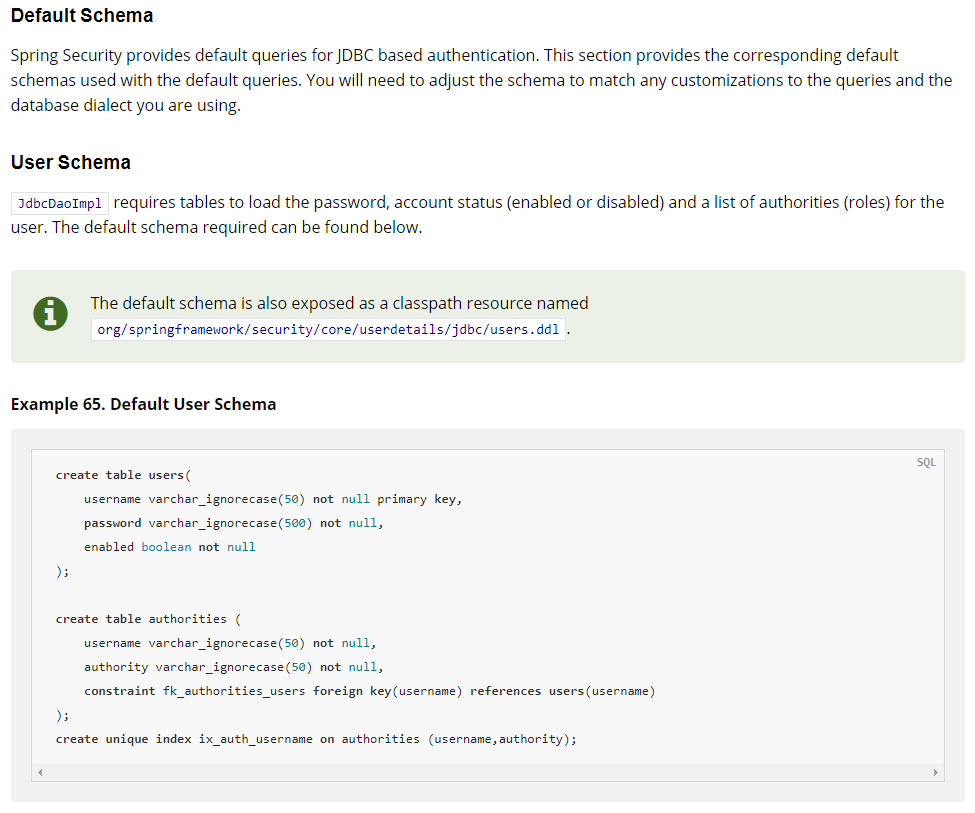 Default Schema
Spring Security provides default queries for JDBC based authentication. This section provides the corresponding default
schemas used with the default queries. You will need to adjust the schema to match any customizations to the queries and the
database dialect you are using.
User Schema
JdbcDaoImpl requires tables to load the password, account status (enabled or disabled) and a list of authorities (roles) for the
user. The default schema required can be found below.
The default schema is also exposed as a classpath resource named
org/springframework/security/core/userdetails/jdbc/users.ddl .
Example 65. Default User Schema
SQL
create table users(
    username varchar_ignorecase(50) not null primary key,
    password varchar_ignorecase(500) not null,
    enabled boolean not null
);
create table authorities (
    username varchar_ignorecase(50) not null,
    authority varchar_ignorecase(50) not null,
    constraint fk_authorities_users foreign key(username) references users(username)
);
create unique index ix_auth_username on authorities (username,authority);